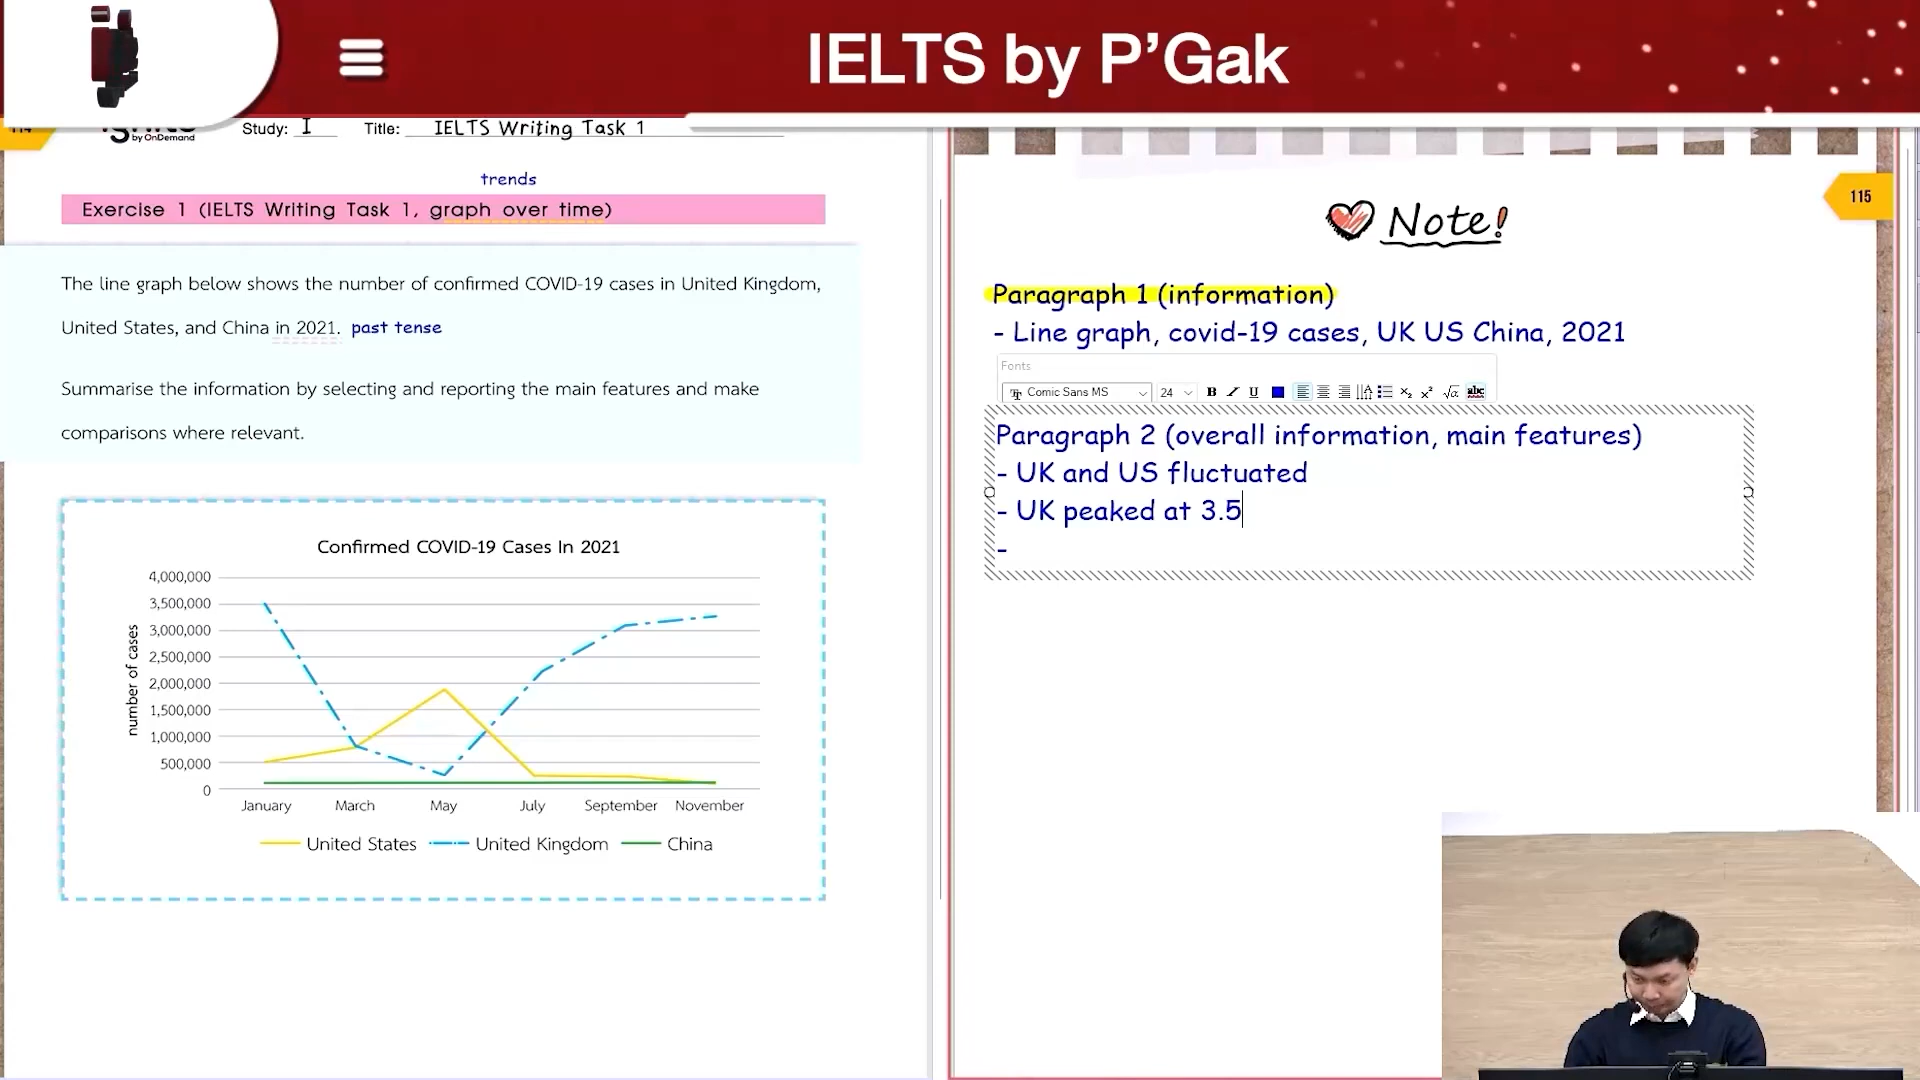 IELTS by P'Gak
by OnDemand
Study: I Title: IELTS Writing Task 1
trends
Exercise 1 (IELTS Writing Task 1, graph over time)
The line graph below shows the number of confirmed COVID-19 cases in United Kingdom,
United States, and China in 2021. past tense
Summarise the information by selecting and reporting the main features and make
comparisons where relevant.
Confirmed COVID-19 Cases In 2021
number of cases
4,000,000
3,500,000
3,000,000
2,500,000
2,000,000
1,500,000
1,000,000
500,000
0
January March May July September November
United States United Kingdom China
115
Note!
Paragraph 1 (information)
- Line graph, covid-19 cases, UK US China, 2021
Fonts
Comic Sans MS 24 B I U abc
Paragraph 2 (overall information, main features)
- UK and US fluctuated
- UK peaked at 3.5
-